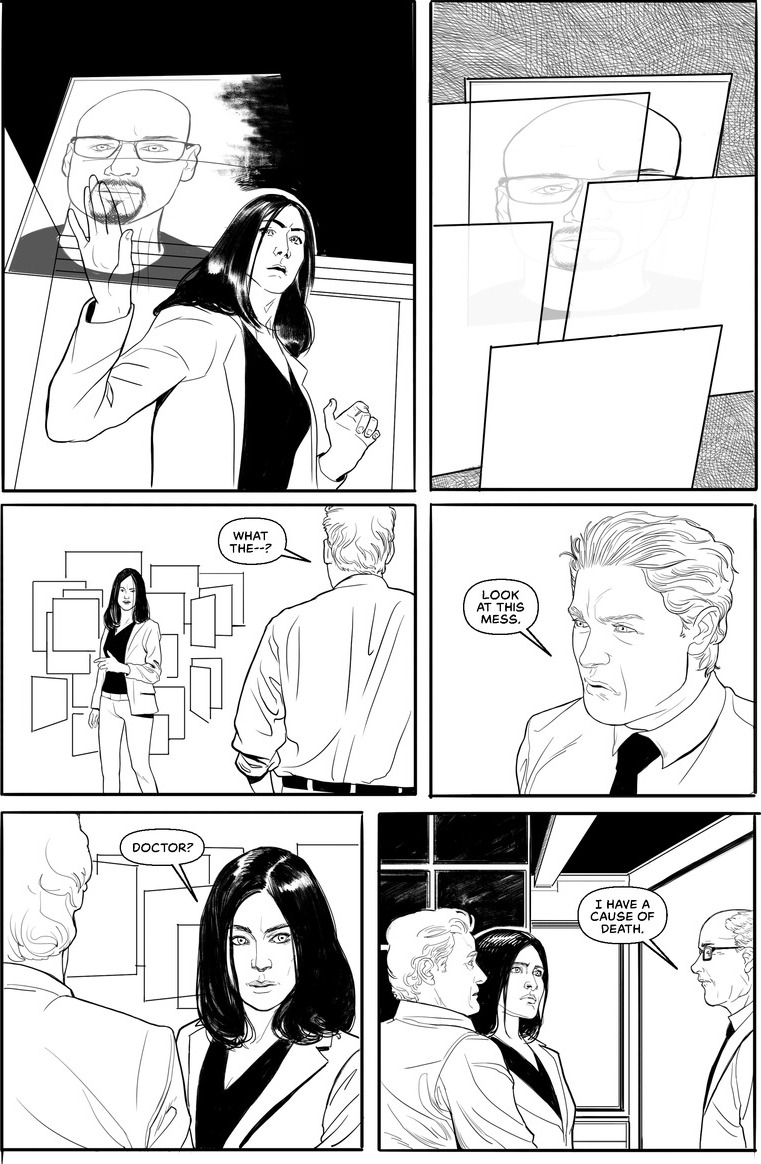 WHAT
THE--?
LOOK
AT THIS
MESS.
DOCTOR?
I HAVE A
CAUSE OF
DEATH.